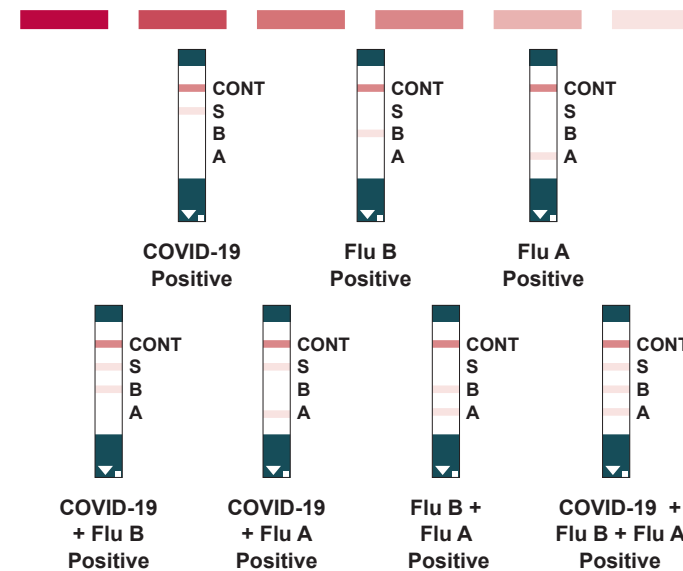 CONT
S
B
A
COVID-19
Positive
CONT
S
B
A
Flu B
Positive
CONT
S
B
A
Flu A
Positive
CONT
S
B
A
COVID-19
+ Flu B
Positive
CONT
S
B
A
COVID-19
+ Flu A
Positive
CONT
S
B
A
Flu B +
Flu A
Positive
CONT
S
B
A
COVID-19 +
Flu B + Flu A
Positive